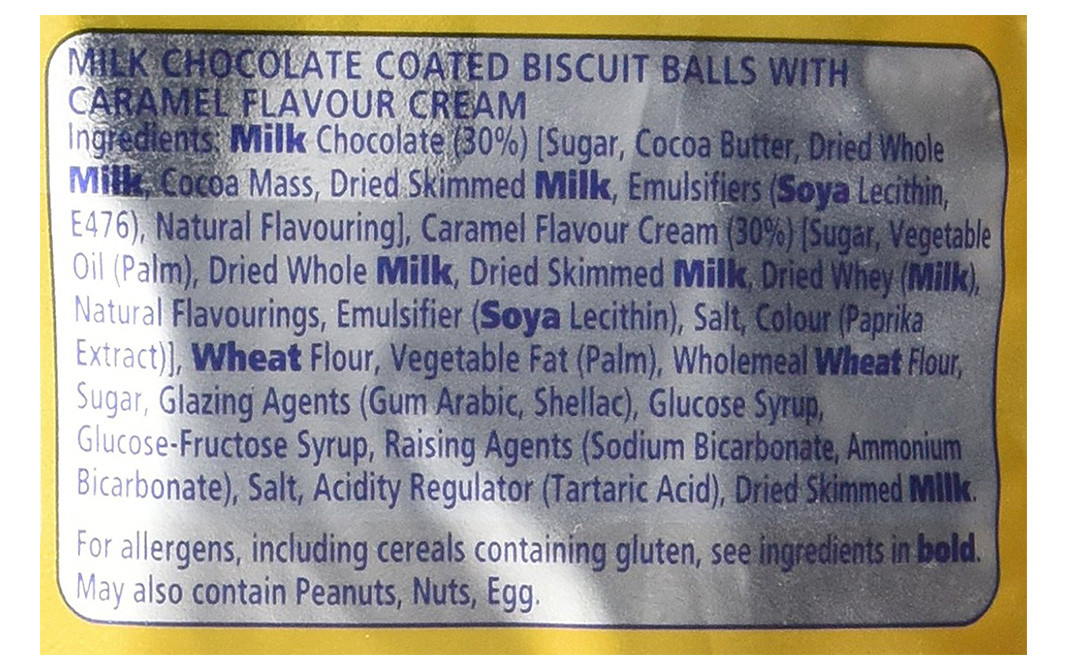 MILK CHOCOLATE COATED BISCUIT BALLS WITH
CARAMEL FLAVOUR CREAM
Ingredients: Milk Chocolate (30%) [Sugar, Cocoa Butter, Dried Whole
Milk, Cocoa Mass, Dried Skimmed Milk, Emulsifiers (Soya Lecithin,
E476), Natural Flavouring], Caramel Flavour Cream (30%) [Sugar, Vegetable
Oil (Palm), Dried Whole Milk, Dried Skimmed Milk, Dried Whey (Milk),
Natural Flavourings, Emulsifier (Soya Lecithin), Salt, Colour (Paprika
Extract)], Wheat Flour, Vegetable Fat (Palm), Wholemeal Wheat Flour,
Sugar, Glazing Agents (Gum Arabic, Shellac), Glucose Syrup,
Glucose-Fructose Syrup, Raising Agents (Sodium Bicarbonate, Ammonium
Bicarbonate), Salt, Acidity Regulator (Tartaric Acid), Dried Skimmed Milk.
For allergens, including cereals containing gluten, see ingredients in bold.
May also contain Peanuts, Nuts, Egg.